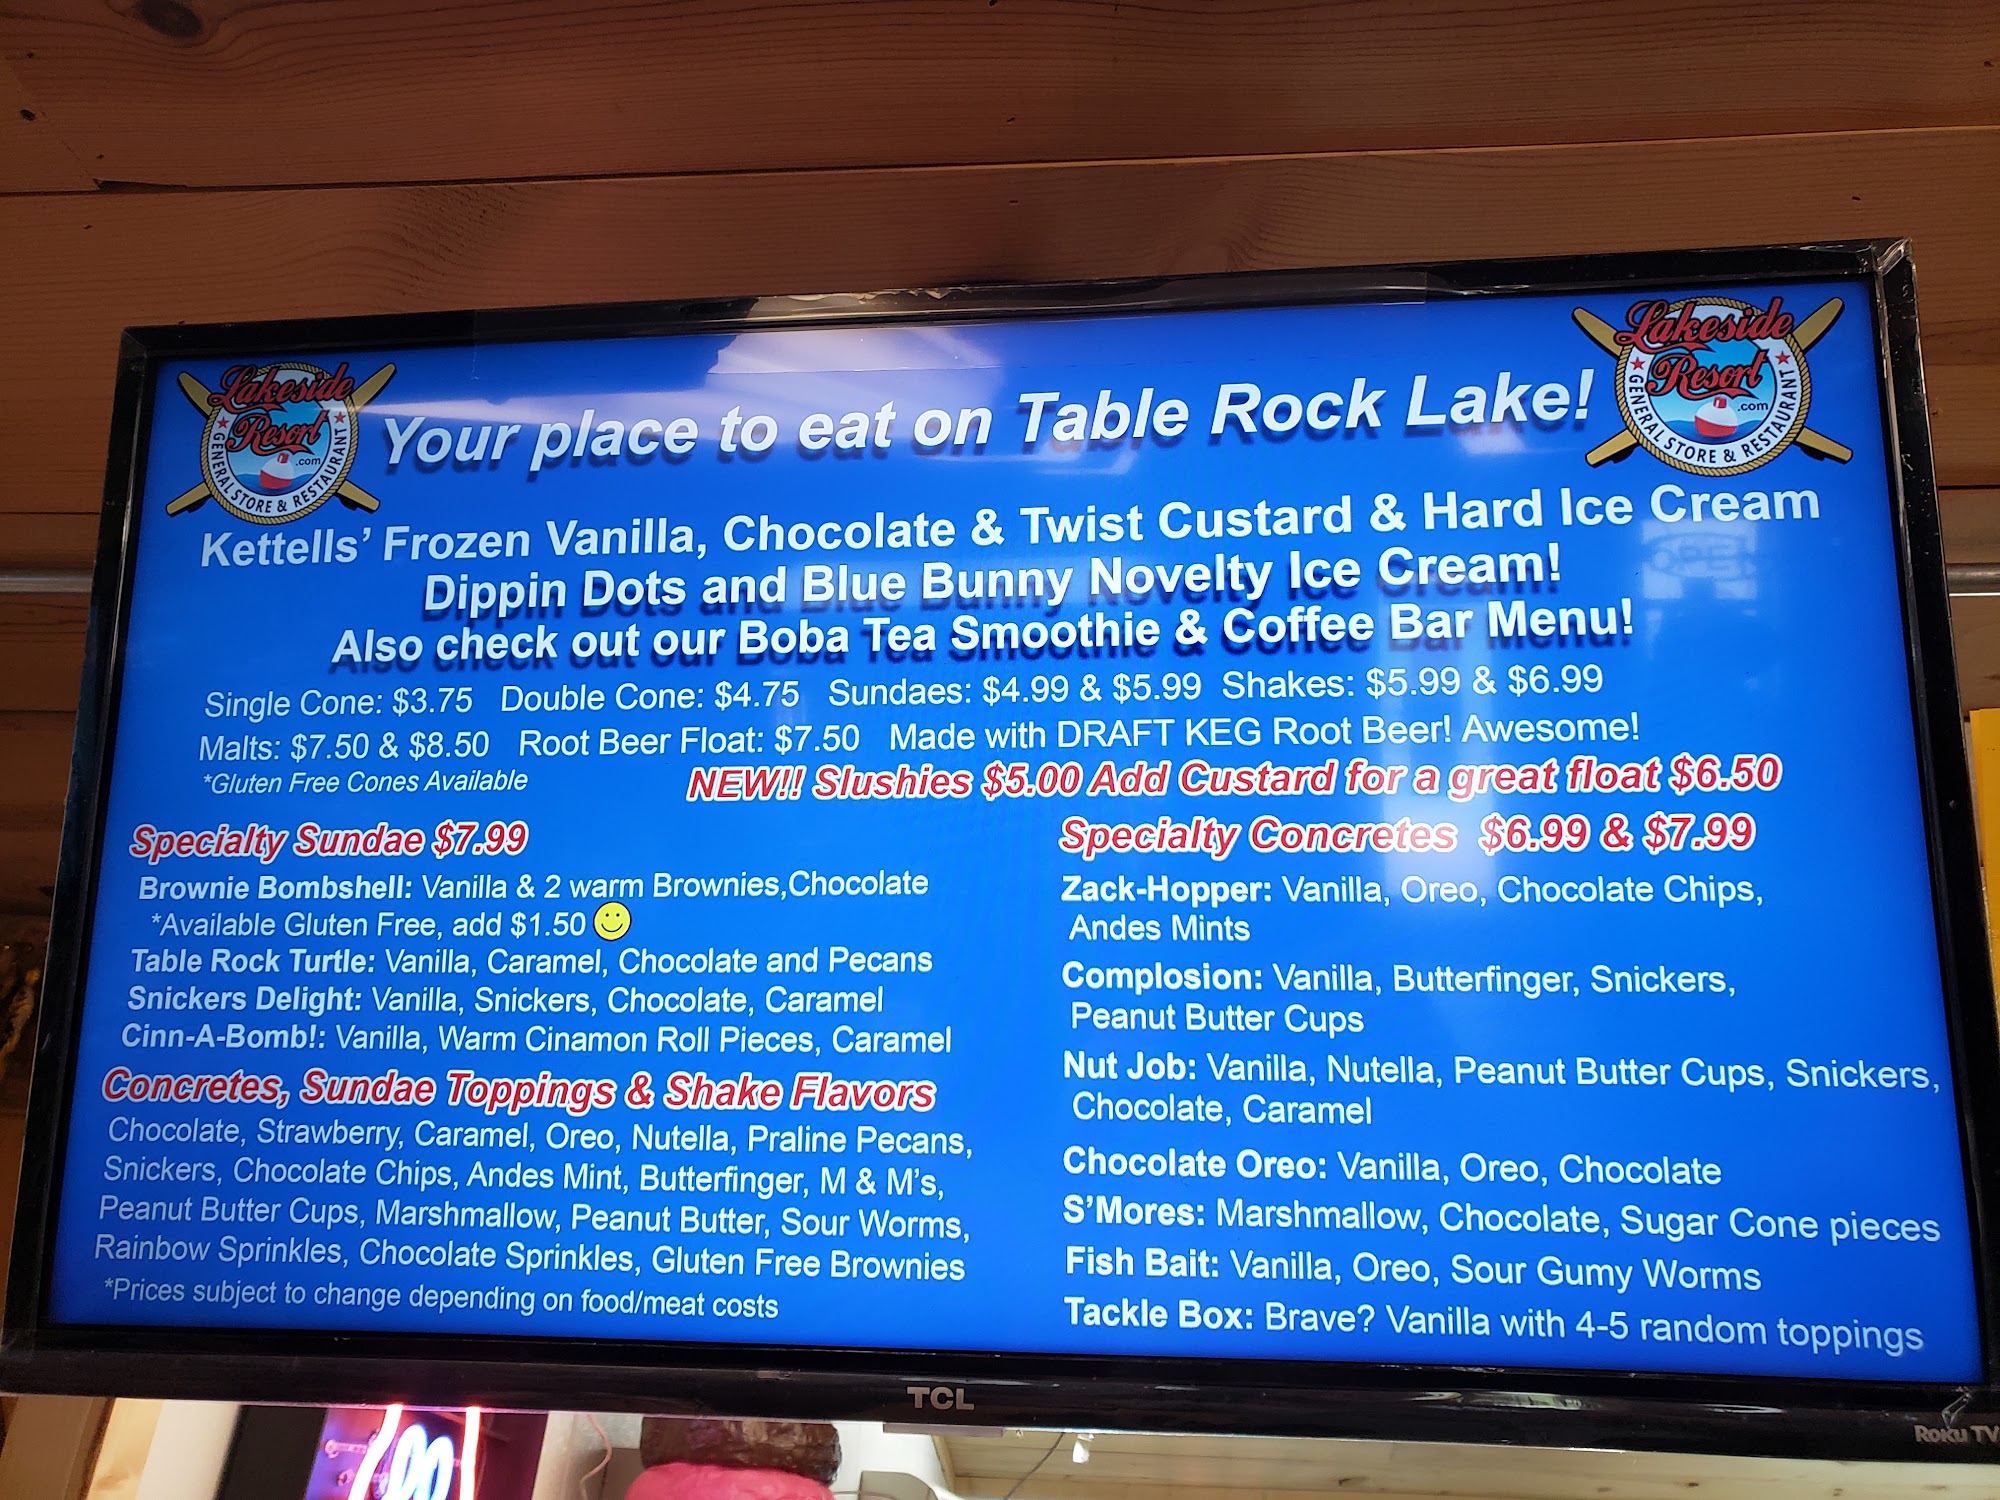 Lakeside
Resort
.com
GENERAL STORE & RESTAURANT
Your place to eat on Table Rock Lake!
Lakeside
Resort
.com
GENERAL STORE & RESTAURANT
Kettells' Frozen Vanilla, Chocolate & Twist Custard & Hard Ice Cream
Dippin Dots and Blue Bunny Novelty Ice Cream!
Also check out our Boba Tea Smoothie & Coffee Bar Menu!
Single Cone: $3.75 Double Cone: $4.75 Sundaes: $4.99 & $5.99 Shakes: $5.99 & $6.99
Malts: $7.50 & $8.50 Root Beer Float: $7.50 Made with DRAFT KEG Root Beer! Awesome!
*Gluten Free Cones Available
NEW!! Slushies $5.00 Add Custard for a great float $6.50
Specialty Sundae $7.99
Brownie Bombshell: Vanilla & 2 warm Brownies,Chocolate
*Available Gluten Free, add $1.50
Table Rock Turtle: Vanilla, Caramel, Chocolate and Pecans
Snickers Delight: Vanilla, Snickers, Chocolate, Caramel
Cinn-A-Bomb!: Vanilla, Warm Cinamon Roll Pieces, Caramel
Concretes, Sundae Toppings & Shake Flavors
Chocolate, Strawberry, Caramel, Oreo, Nutella, Praline Pecans,
Snickers, Chocolate Chips, Andes Mint, Butterfinger, M & M's,
Peanut Butter Cups, Marshmallow, Peanut Butter, Sour Worms,
Rainbow Sprinkles, Chocolate Sprinkles, Gluten Free Brownies
*Prices subject to change depending on food/meat costs
Specialty Concretes $6.99 & $7.99
Zack-Hopper: Vanilla, Oreo, Chocolate Chips,
Andes Mints
Complosion: Vanilla, Butterfinger, Snickers,
Peanut Butter Cups
Nut Job: Vanilla, Nutella, Peanut Butter Cups, Snickers,
Chocolate, Caramel
Chocolate Oreo: Vanilla, Oreo, Chocolate
S'Mores: Marshmallow, Chocolate, Sugar Cone pieces
Fish Bait: Vanilla, Oreo, Sour Gumy Worms
Tackle Box: Brave? Vanilla with 4-5 random toppings
TCL
Roku TV